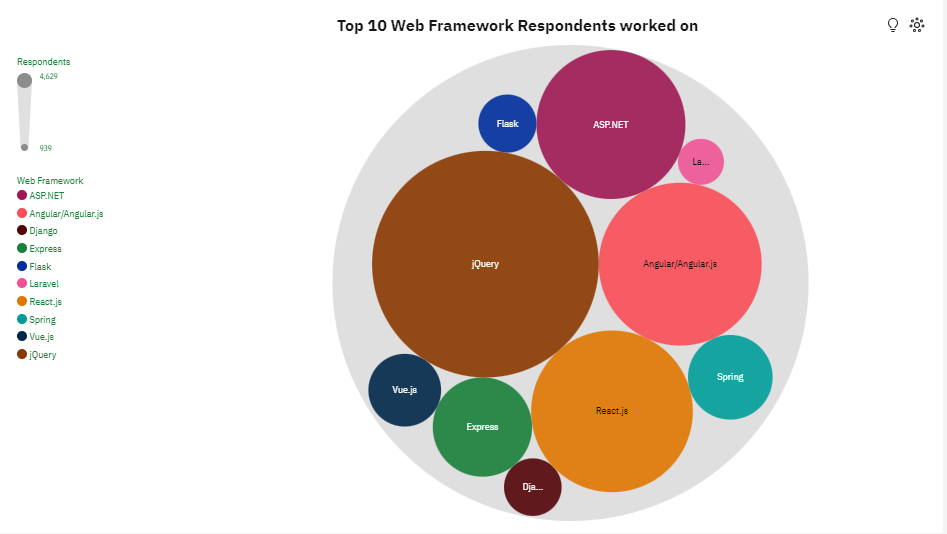 Top 10 Web Framework Respondents worked on
Respondents
4,629
939
Web Framework
ASP.NET
Angular/Angular.js
Django
Express
Flask
Laravel
React.js
Spring
Vue.js
jQuery
Flask
ASP.NET
La...
jQuery
Angular/Angular.js
Spring
Vue.js
React.js
Express
Dja...